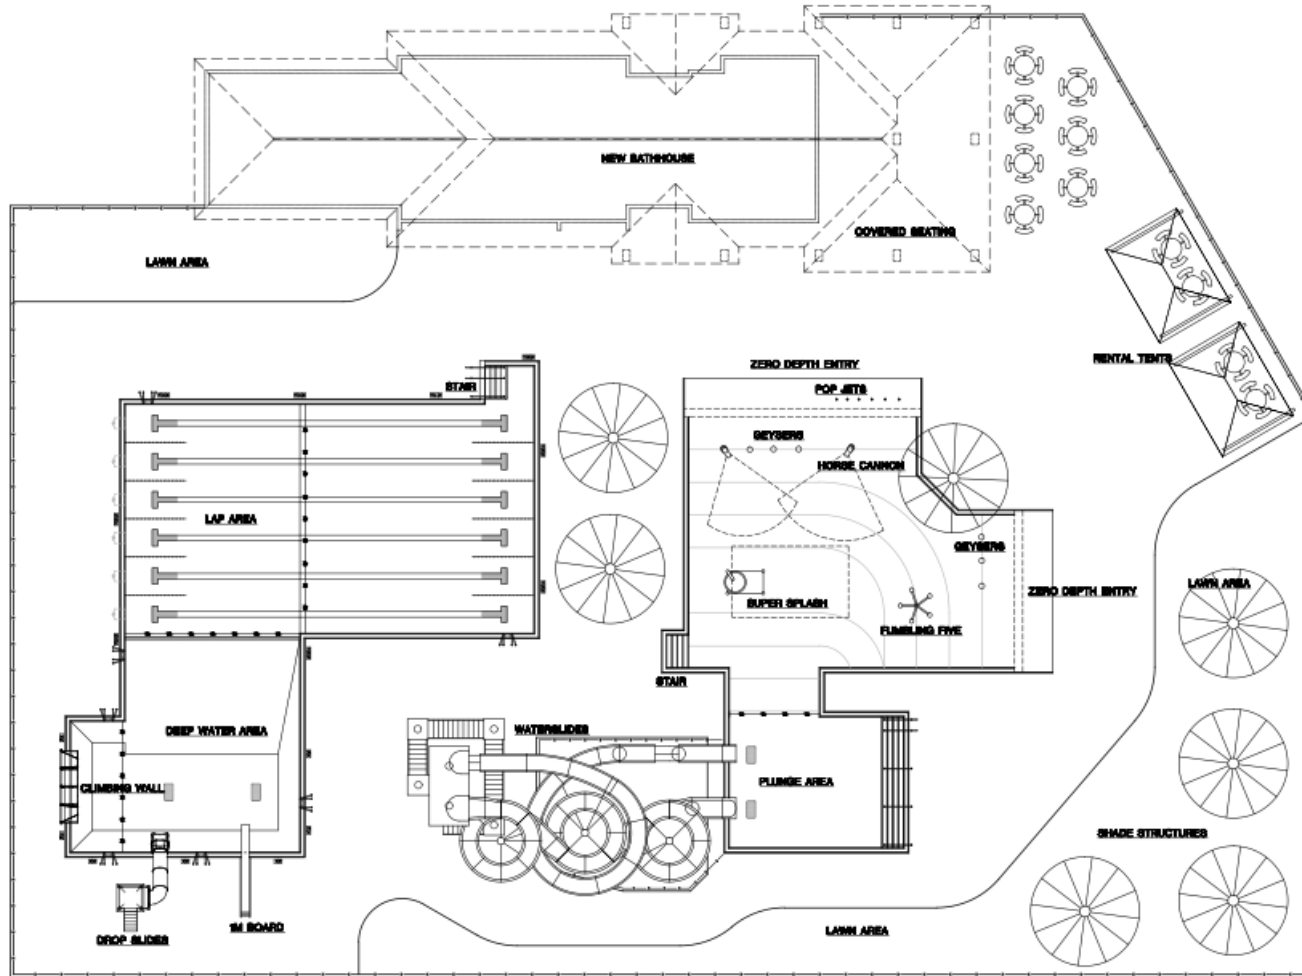 NEW BATHHOUSE
COVERED SEATING
LAWN AREA
RENTAL TENTS
ZERO DEPTH ENTRY
STAIR
POP JETS
GEYSERS
HORSE CANNON
LAP AREA
GEYSERS
LAWN AREA
ZERO DEPTH ENTRY
SUPER SPLASH
FUMBLING FIVE
STAIR
DEEP WATER AREA
WATERSLIDES
CLIMBING WALL
PLUNGE AREA
SHADE STRUCTURES
1M BOARD
LAWN AREA
DROP SLIDES